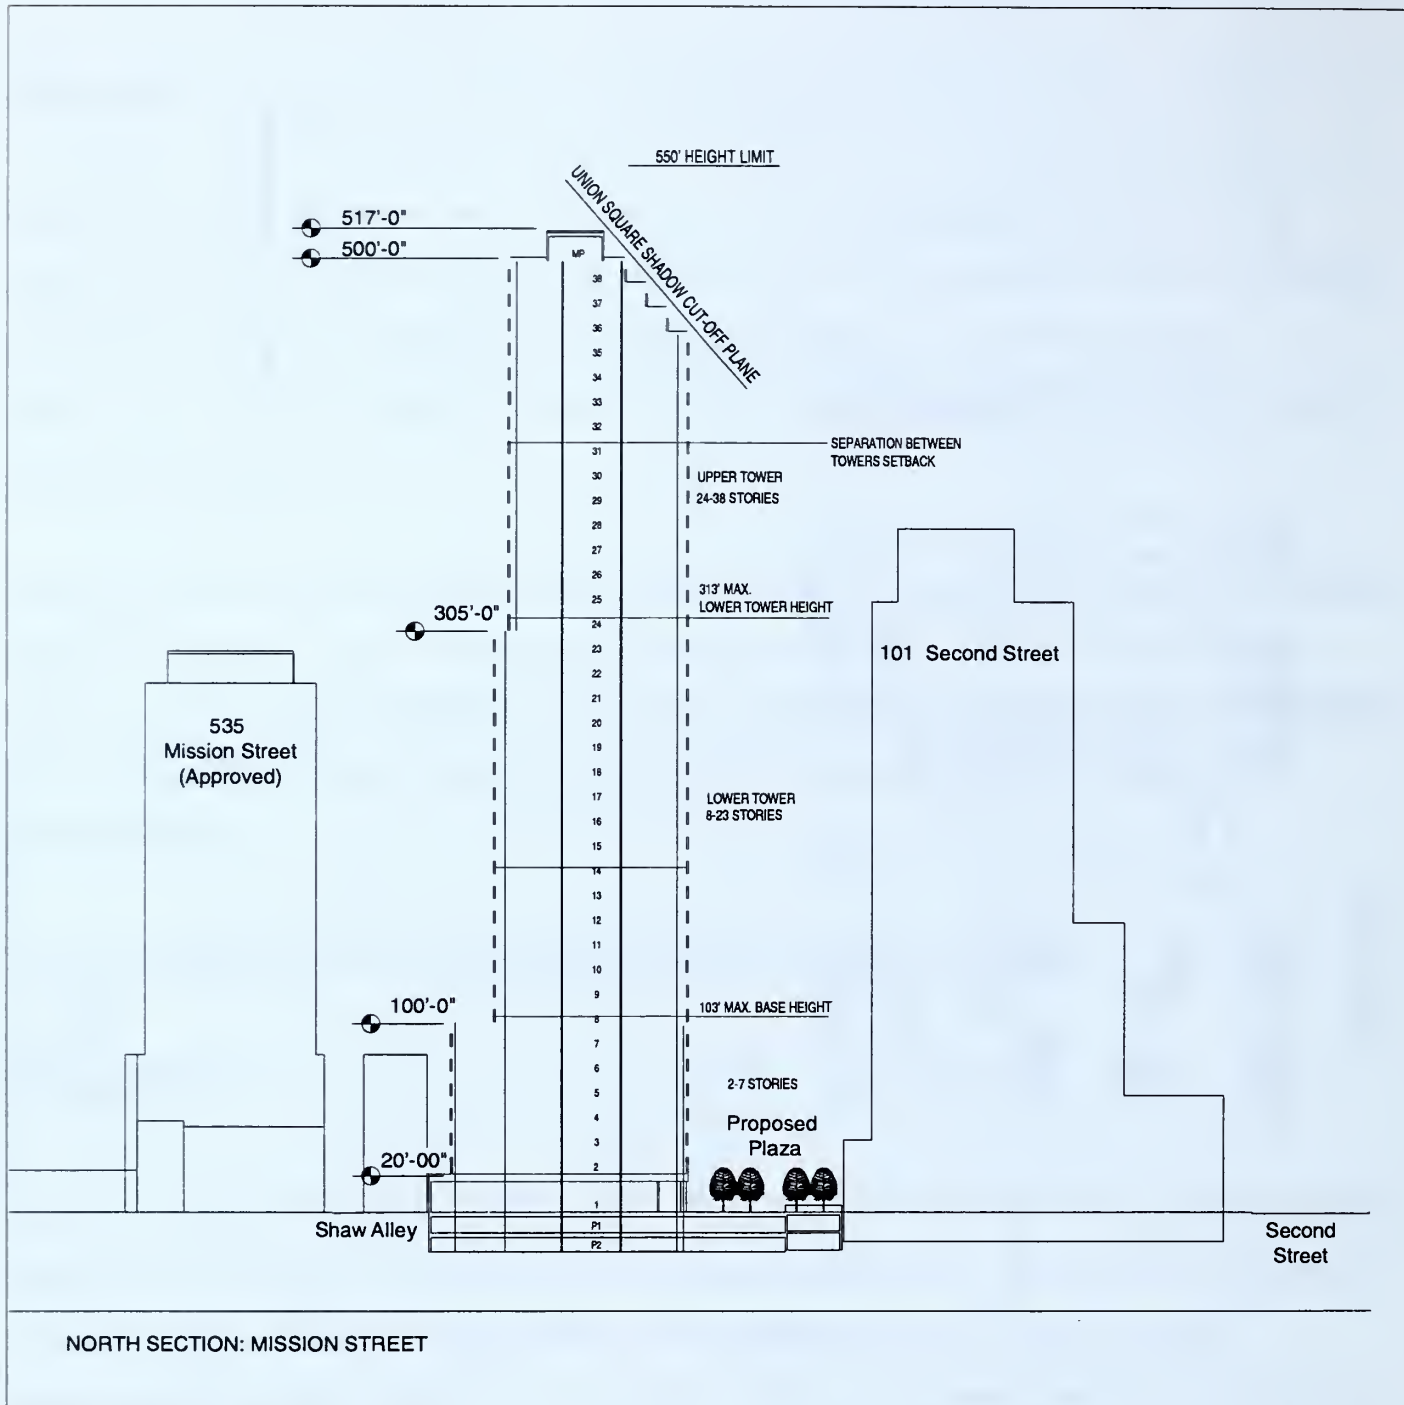 550' HEIGHT LIMIT
UNION SQUARE SHADOW CUT-OFF PLANE
517'-0"
500'-0"
MP
38
37
36
35
34
33
32
31
30
29
28
27
26
25
24
23
22
21
20
19
18
17
16
15
14
13
12
11
10
9
8
7
6
5
4
3
2
1
P1
P2
SEPARATION BETWEEN
TOWERS SETBACK
UPPER TOWER
24-38 STORIES
313' MAX.
LOWER TOWER HEIGHT
305'-0"
101 Second Street
535
Mission Street
(Approved)
LOWER TOWER
8-23 STORIES
100'-0"
103' MAX. BASE HEIGHT
2-7 STORIES
Proposed
Plaza
20'-00"
Shaw Alley
Second
Street
NORTH SECTION: MISSION STREET